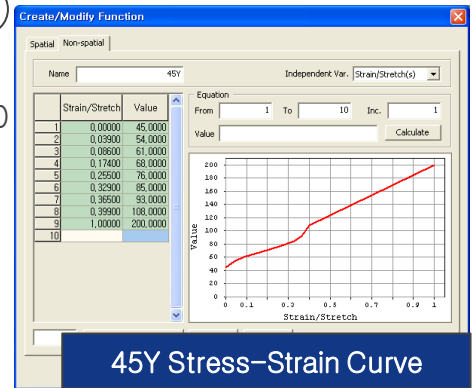 Create/Modify Function
Spatial Non-spatial
Name 45Y Independent Var. Strain/Stretch(s)
Strain/Stretch Value
1 0,00000 45,0000
2 0,03900 54,0000
3 0,08600 61,0000
4 0,17400 68,0000
5 0,25500 76,0000
6 0,32900 85,0000
7 0,36500 93,0000
8 0,39900 108,0000
9 1,00000 200,0000
10
Equation
From 1 To 10 Inc. 1
Value Calculate
200
180
160
140
120
100
80
60
40
20
0
Value
0 0.1 0.3 0.5 0.7 0.9 1
Strain/Stretch
45Y Stress-Strain Curve